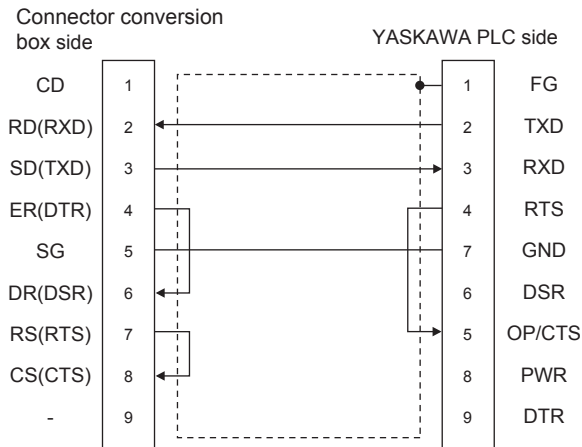 Connector conversion
box side
YASKAWA PLC side
CD 1 1 FG
RD(RXD) 2 2 TXD
SD(TXD) 3 3 RXD
ER(DTR) 4 4 RTS
SG 5 7 GND
DR(DSR) 6 6 DSR
RS(RTS) 7 5 OP/CTS
CS(CTS) 8 8 PWR
- 9 9 DTR